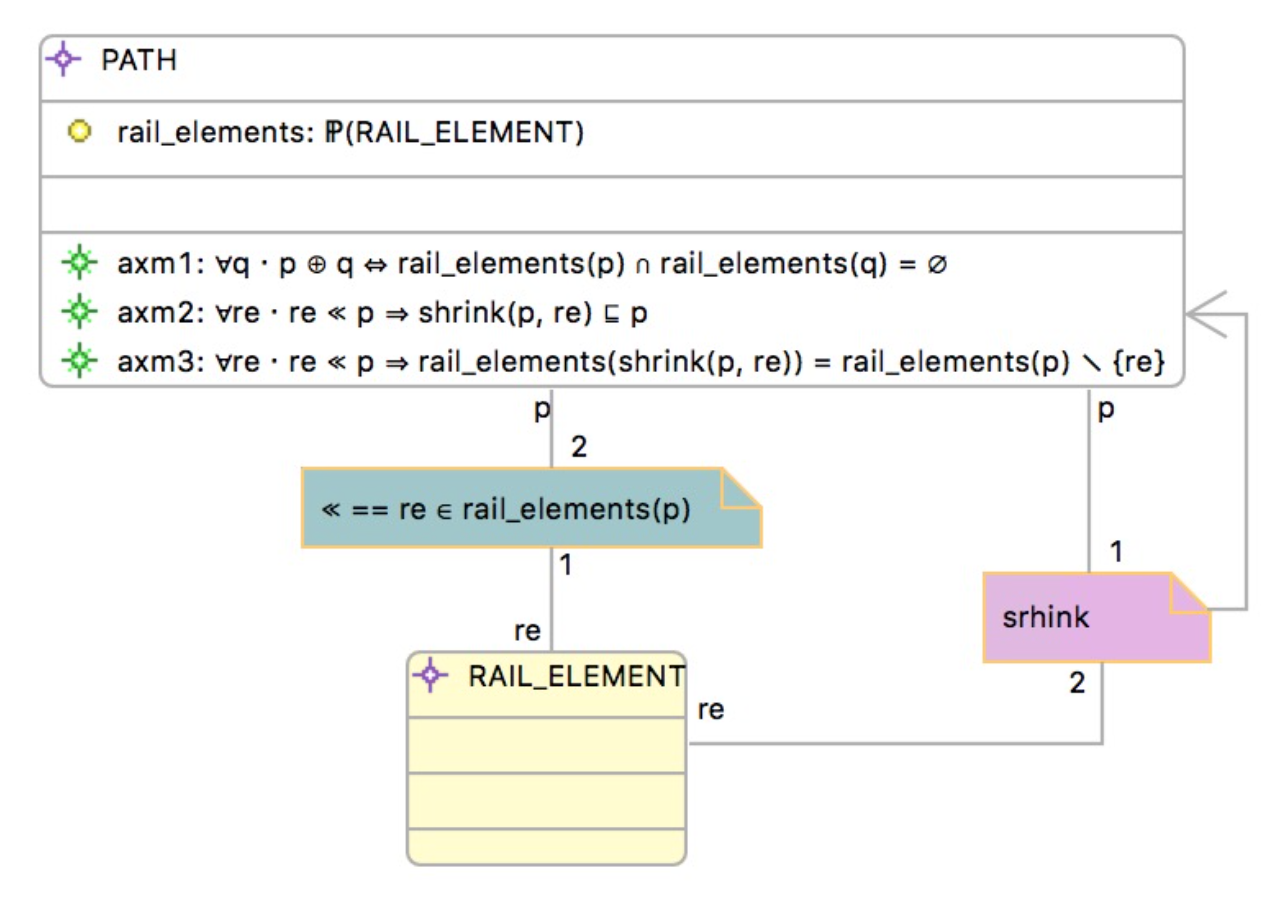 PATH
rail_elements: ℙ(RAIL_ELEMENT)
axm1: ∀q · p ⊕ q ⇔ rail_elements(p) ∩ rail_elements(q) = ∅
axm2: ∀re · re ≪ p ⇒ shrink(p, re) ⊑ p
axm3: ∀re · re ≪ p ⇒ rail_elements(shrink(p, re)) = rail_elements(p) ∖ {re}
p
p
2
≪ == re ∈ rail_elements(p)
1
1
srhink
re
RAIL_ELEMENT
2
re